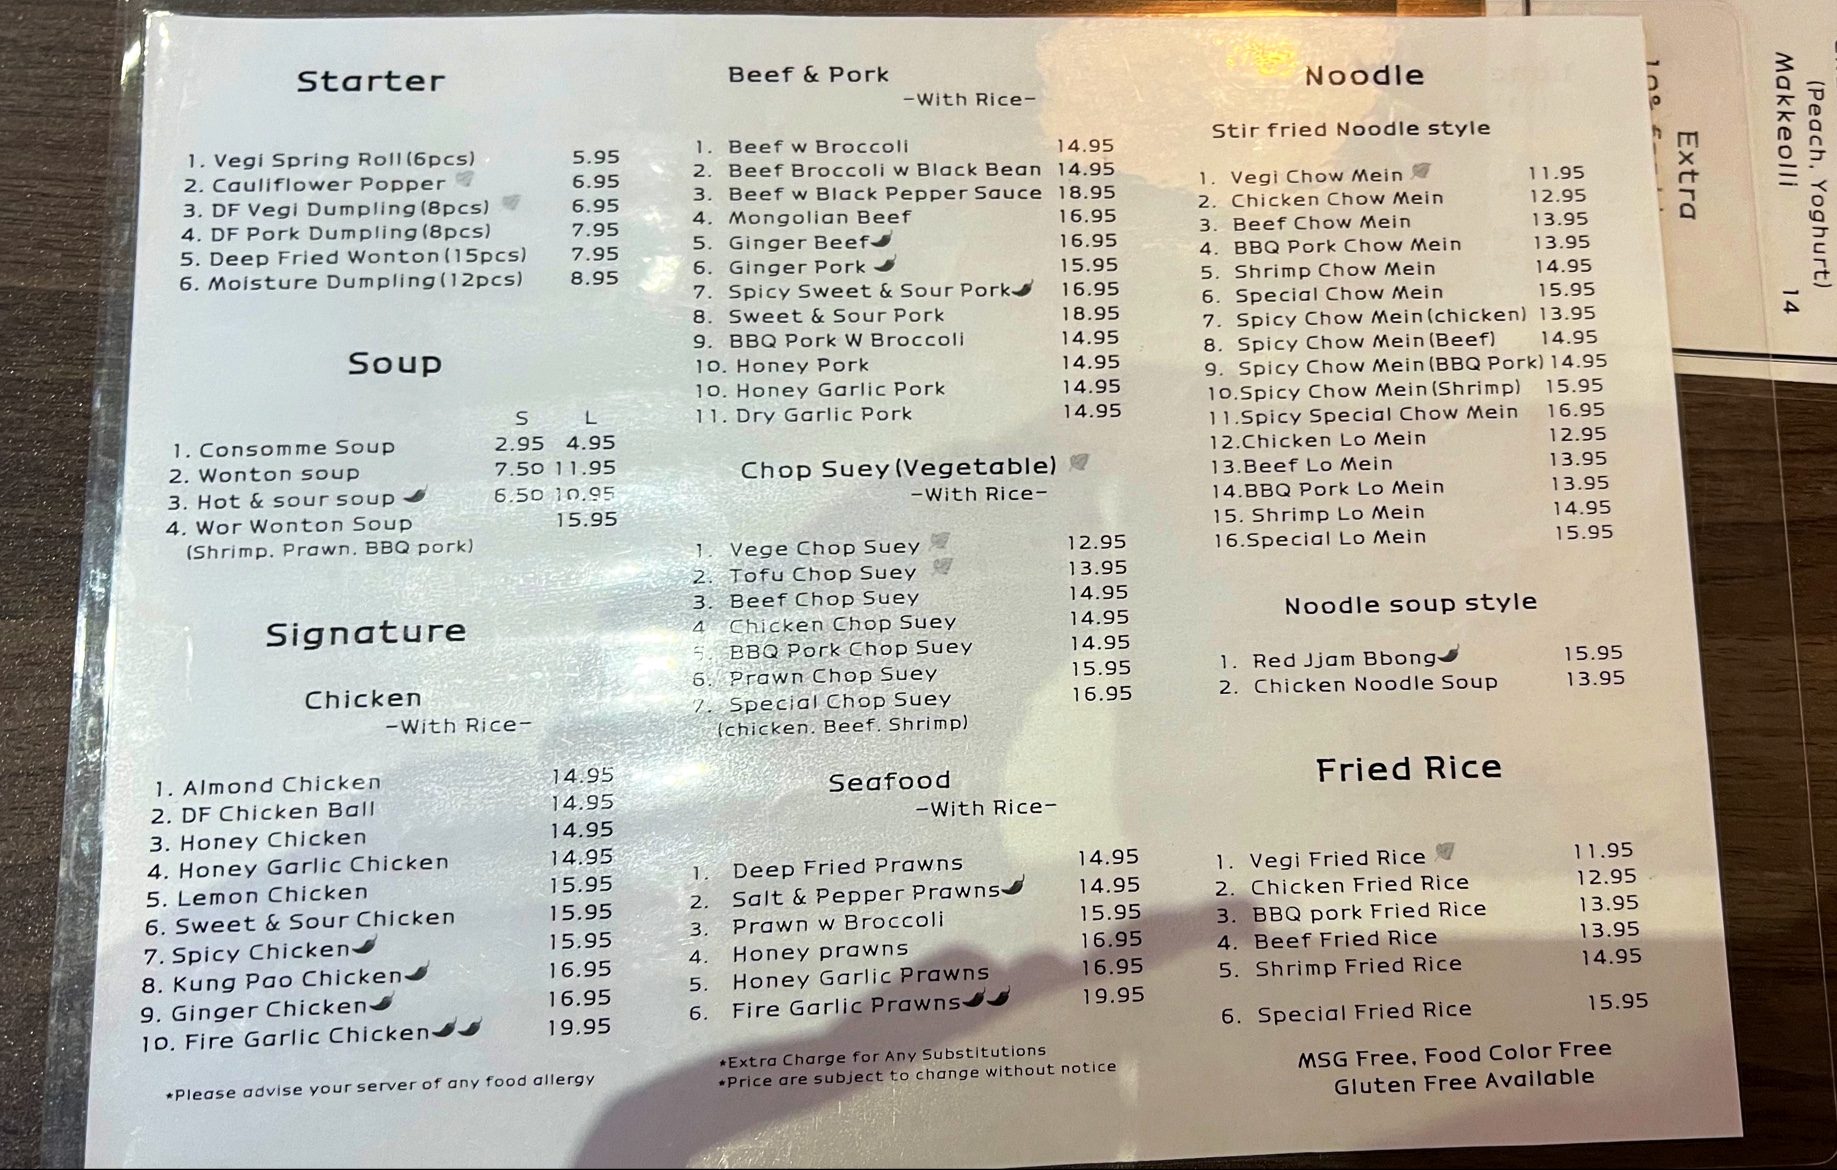 Starter
1. Vegi Spring Roll(6pcs) 5.95
2. Cauliflower Popper 6.95
3. DF Vegi Dumpling(8pcs) 6.95
4. DF Pork Dumpling(8pcs) 7.95
5. Deep Fried Wonton(15pcs) 7.95
6. Moisture Dumpling(12pcs) 8.95
Soup
S L
1. Consomme Soup 2.95 4.95
2. Wonton soup 7.50 11.95
3. Hot & sour soup 6.50 10.95
4. Wor Wonton Soup 15.95
(Shrimp. Prawn. BBQ pork)
Signature
Chicken
-With Rice-
1. Almond Chicken 14.95
2. DF Chicken Ball 14.95
3. Honey Chicken 14.95
4. Honey Garlic Chicken 14.95
5. Lemon Chicken 15.95
6. Sweet & Sour Chicken 15.95
7. Spicy Chicken 15.95
8. Kung Pao Chicken 16.95
9. Ginger Chicken 16.95
10. Fire Garlic Chicken 19.95
*Please advise your server of any food allergy
Beef & Pork
-With Rice-
1. Beef w Broccoli 14.95
2. Beef Broccoli w Black Bean 14.95
3. Beef w Black Pepper Sauce 18.95
4. Mongolian Beef 16.95
5. Ginger Beef 16.95
6. Ginger Pork 15.95
7. Spicy Sweet & Sour Pork 16.95
8. Sweet & Sour Pork 18.95
9. BBQ Pork W Broccoli 14.95
10. Honey Pork 14.95
10. Honey Garlic Pork 14.95
11. Dry Garlic Pork 14.95
Chop Suey(Vegetable)
-With Rice-
1. Vege Chop Suey 12.95
2. Tofu Chop Suey 13.95
3. Beef Chop Suey 14.95
4 Chicken Chop Suey 14.95
5. BBQ Pork Chop Suey 14.95
6. Prawn Chop Suey 15.95
7. Special Chop Suey 16.95
(chicken. Beef. Shrimp)
Seafood
-With Rice-
1. Deep Fried Prawns 14.95
2. Salt & Pepper Prawns 14.95
3. Prawn w Broccoli 15.95
4. Honey prawns 16.95
5. Honey Garlic Prawns 16.95
6. Fire Garlic Prawns 19.95
*Extra Charge for Any Substitutions
*Price are subject to change without notice
Noodle
Stir fried Noodle style
1. Vegi Chow Mein 11.95
2. Chicken Chow Mein 12.95
3. Beef Chow Mein 13.95
4. BBQ Pork Chow Mein 13.95
5. Shrimp Chow Mein 14.95
6. Special Chow Mein 15.95
7. Spicy Chow Mein(chicken) 13.95
8. Spicy Chow Mein(Beef) 14.95
9. Spicy Chow Mein(BBQ Pork) 14.95
10.Spicy Chow Mein(Shrimp) 15.95
11.Spicy Special Chow Mein 16.95
12.Chicken Lo Mein 12.95
13.Beef Lo Mein 13.95
14.BBQ Pork Lo Mein 13.95
15. Shrimp Lo Mein 14.95
16.Special Lo Mein 15.95
Noodle soup style
1. Red Jjam Bbong 15.95
2. Chicken Noodle Soup 13.95
Fried Rice
1. Vegi Fried Rice 11.95
2. Chicken Fried Rice 12.95
3. BBQ pork Fried Rice 13.95
4. Beef Fried Rice 13.95
5. Shrimp Fried Rice 14.95
6. Special Fried Rice 15.95
MSG Free, Food Color Free
Gluten Free Available
Extra
Makkeolli 14
(Peach, Yoghurt)